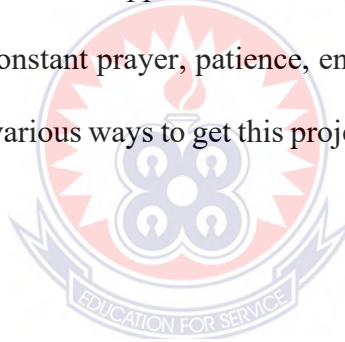 onstant prayer, patience, en
various ways to get this proje
EDUCATION FOR SERVICE